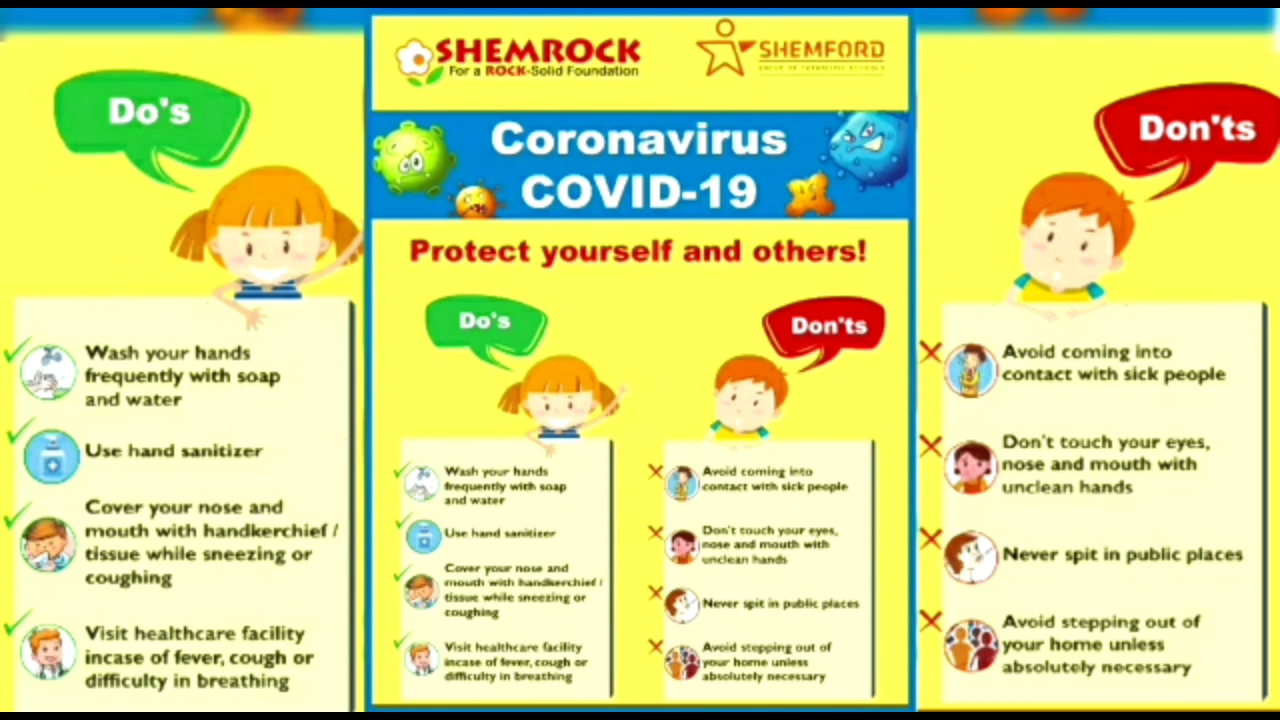 Do's
Wash your hands
frequently with soap
and water
Use hand sanitizer
Cover your nose and
mouth with handkerchief /
tissue while sneezing or
coughing
Visit healthcare facility
incase of fever, cough or
difficulty in breathing
SHEMROCK
For a ROCK-Solid Foundation
SHEMFORD
Coronavirus
COVID-19
Protect yourself and others!
Do's
Wash your hands
frequently with soap
and water
Use hand sanitizer
Cover your nose and
mouth with handkerchief /
tissue while sneezing or
coughing
Visit healthcare facility
incase of fever, cough or
difficulty in breathing
Don'ts
Avoid coming into
contact with sick people
Don't touch your eyes,
nose and mouth with
unclean hands
Never spit in public places
Avoid stepping out of
your home unless
absolutely necessary
Don'ts
Avoid coming into
contact with sick people
Don't touch your eyes,
nose and mouth with
unclean hands
Never spit in public places
Avoid stepping out of
your home unless
absolutely necessary